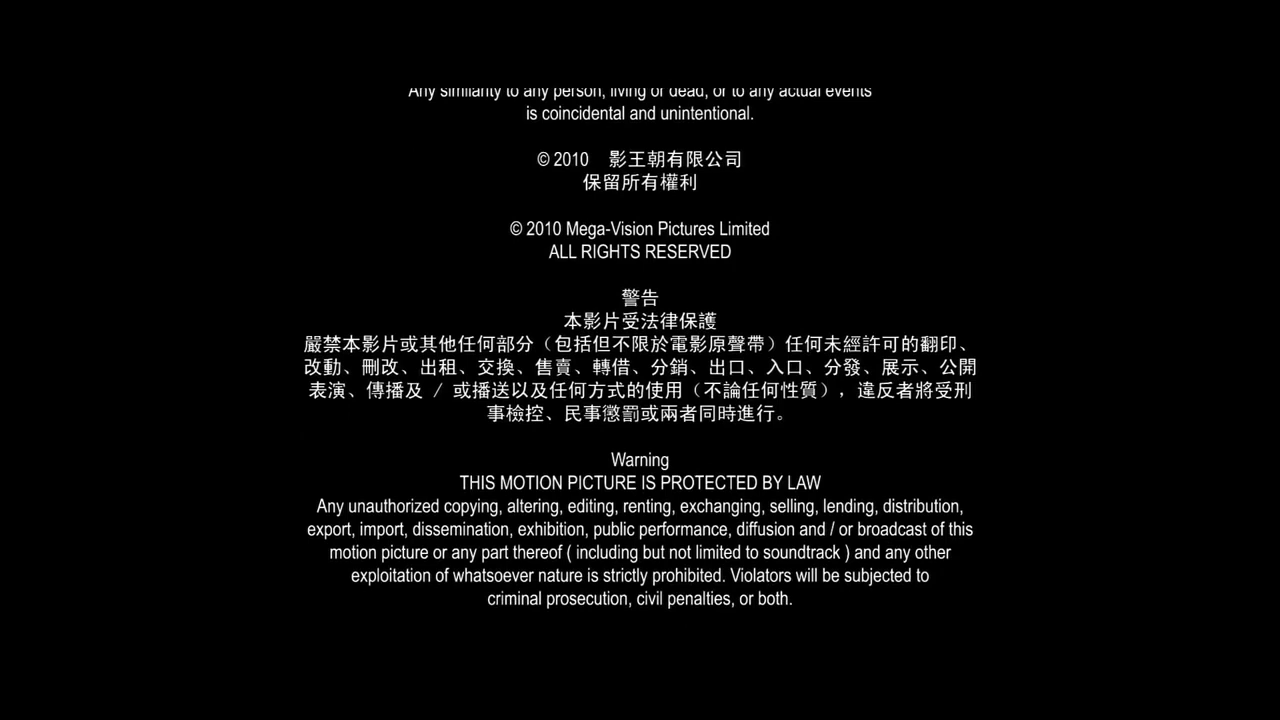 Any similarity to any person, living or dead, or to any actual events
is coincidental and unintentional.
© 2010 影王朝有限公司
保留所有權利
© 2010 Mega-Vision Pictures Limited
ALL RIGHTS RESERVED
警告
本影片受法律保護
嚴禁本影片或其他任何部分（包括但不限於電影原聲帶）任何未經許可的翻印、
改動、刪改、出租、交換、售賣、轉借、分銷、出口、入口、分發、展示、公開
表演、傳播及 / 或播送以及任何方式的使用（不論任何性質），違反者將受刑
事檢控、民事懲罰或兩者同時進行。
Warning
THIS MOTION PICTURE IS PROTECTED BY LAW
Any unauthorized copying, altering, editing, renting, exchanging, selling, lending, distribution,
export, import, dissemination, exhibition, public performance, diffusion and / or broadcast of this
motion picture or any part thereof ( including but not limited to soundtrack ) and any other
exploitation of whatsoever nature is strictly prohibited. Violators will be subjected to
criminal prosecution, civil penalties, or both.